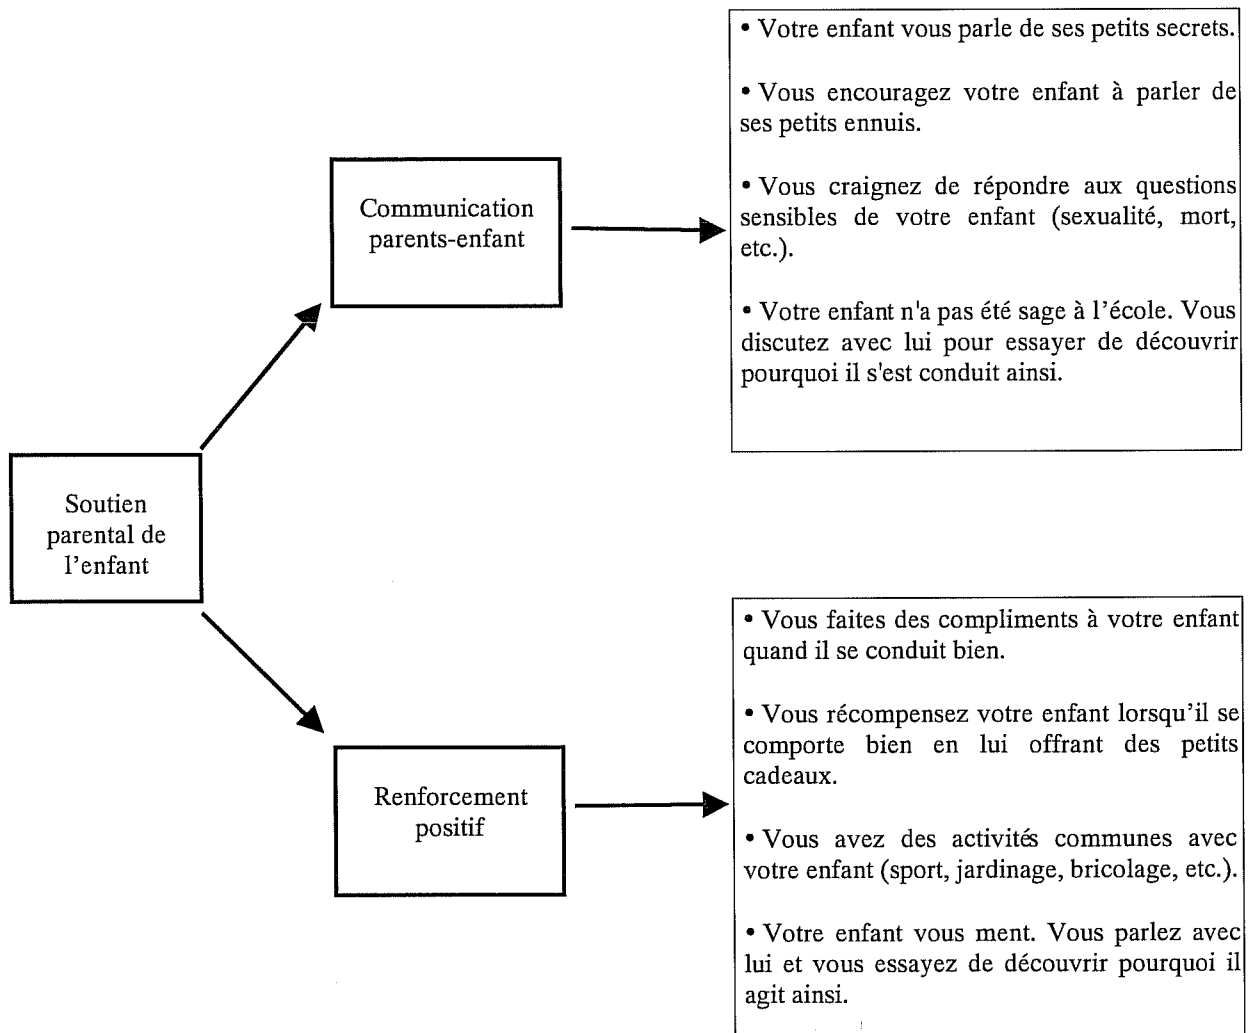 • Votre enfant vous parle de ses petits secrets.
• Vous encouragez votre enfant à parler de
ses petits ennuis.
• Vous craignez de répondre aux questions
sensibles de votre enfant (sexualité, mort,
etc.).
• Votre enfant n'a pas été sage à l'école. Vous
discutez avec lui pour essayer de découvrir
pourquoi il s'est conduit ainsi.
Communication
parents-enfant
Soutien
parental de
l'enfant
Renforcement
positif
• Vous faites des compliments à votre enfant
quand il se conduit bien.
• Vous récompensez votre enfant lorsqu'il se
comporte bien en lui offrant des petits
cadeaux.
• Vous avez des activités communes avec
votre enfant (sport, jardinage, bricolage, etc.).
• Votre enfant vous ment. Vous parlez avec
lui et vous essayez de découvrir pourquoi il
agit ainsi.